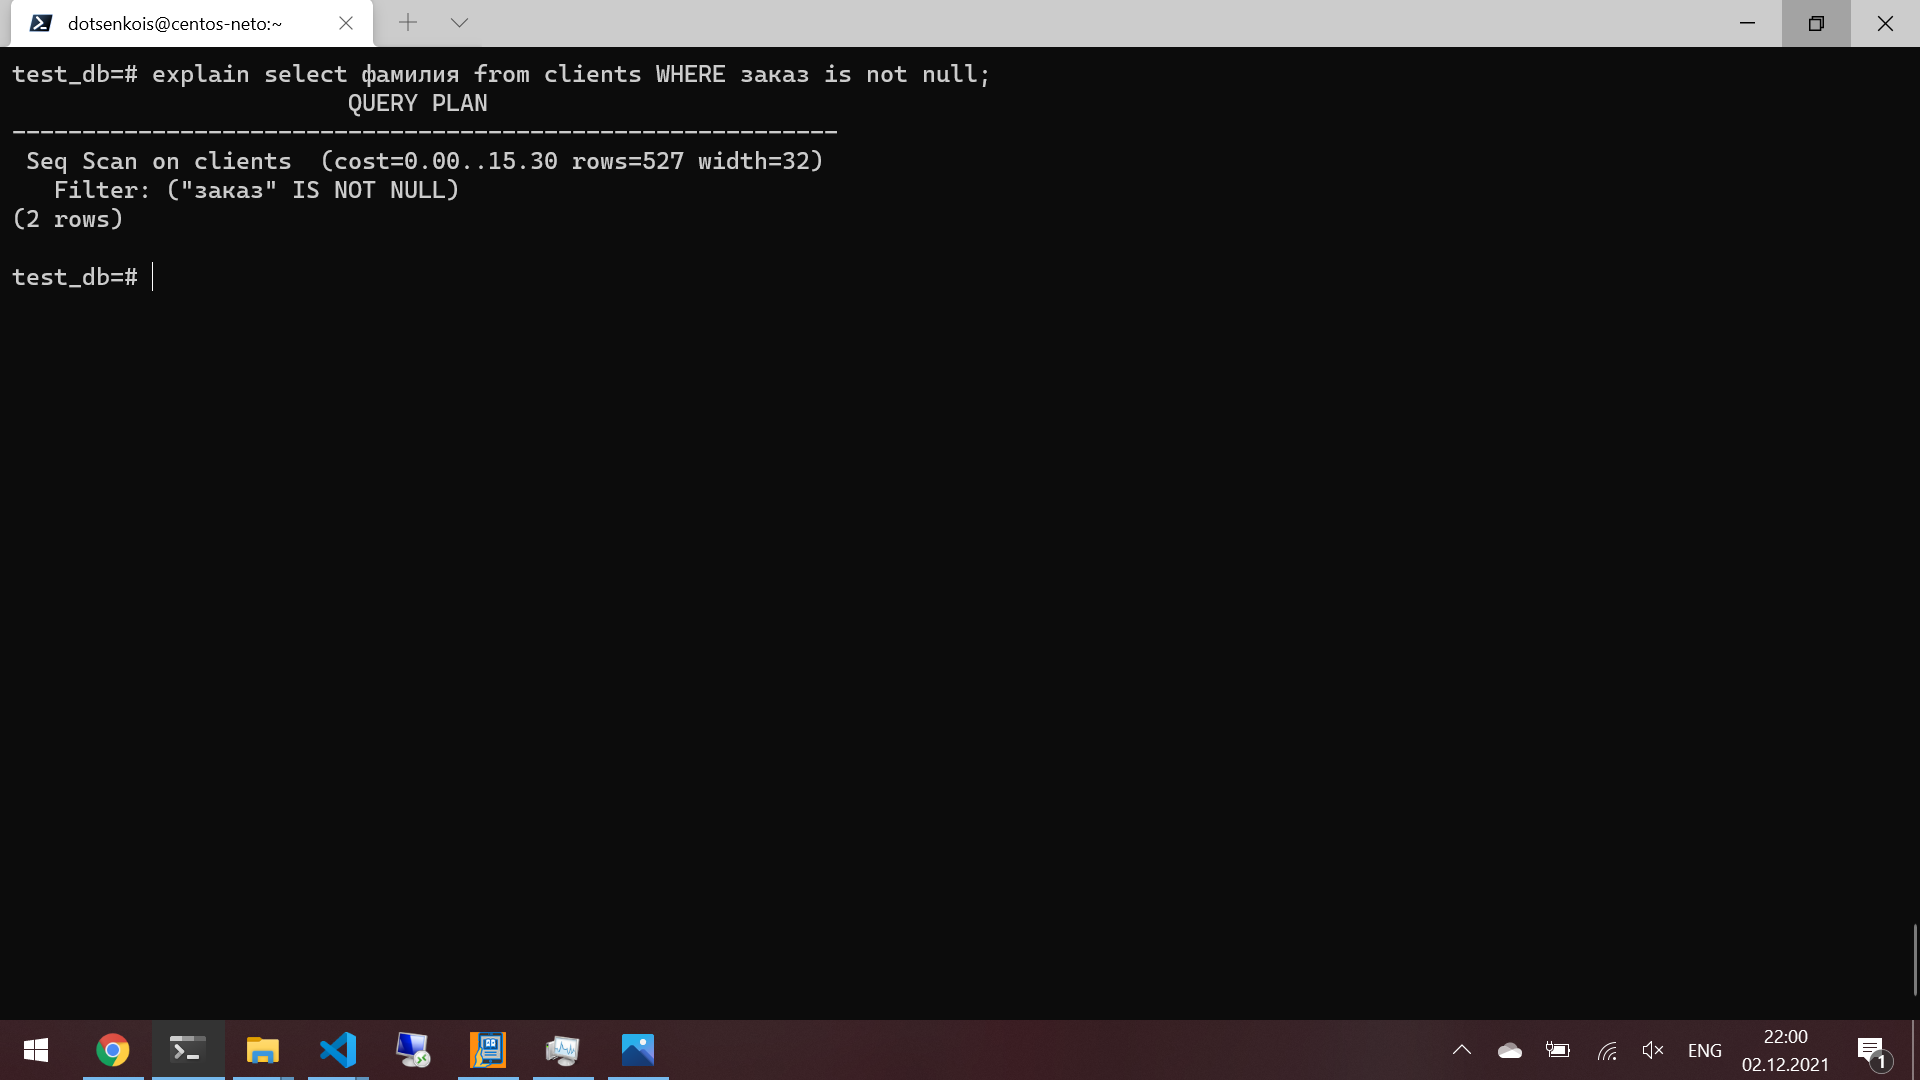 dotsenkois@centos-neto:~
test_db=# explain select фамилия from clients WHERE заказ is not null;
QUERY PLAN
-----------------------------------------------------------
Seq Scan on clients  (cost=0.00..15.30 rows=527 width=32)
Filter: ("заказ" IS NOT NULL)
(2 rows)
test_db=#
ENG
22:00
02.12.2021
1